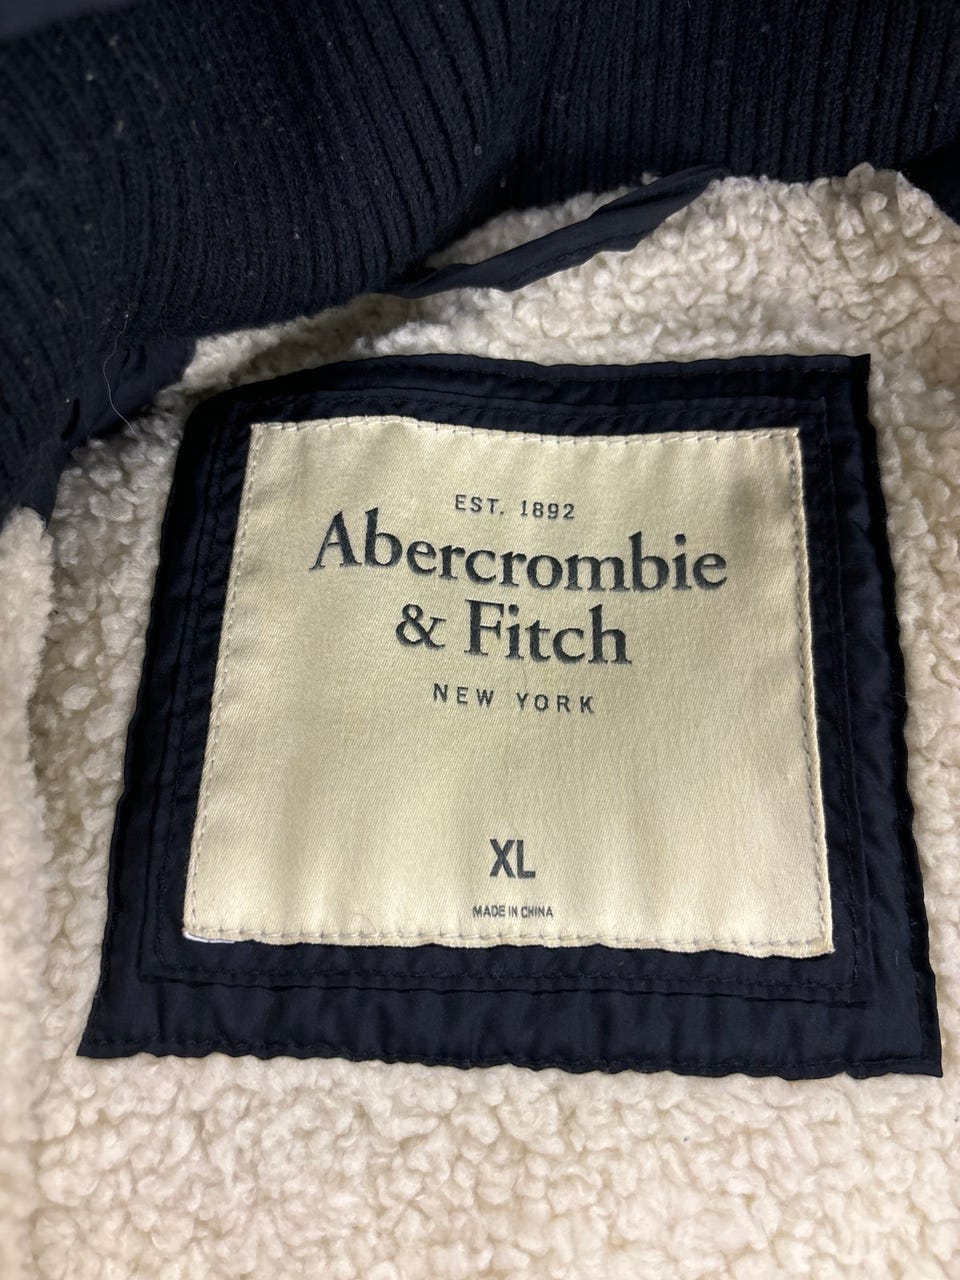 EST. 1892
Abercrombie
& Fitch
NEW YORK
XL
MADE IN CHINA